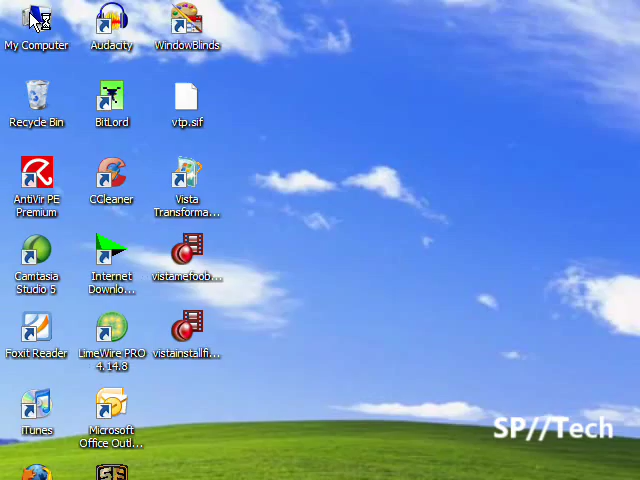 My Computer
Audacity
WindowBlinds
Recycle Bin
BitLord
vtp.sif
AntiVir PE
Premium
CCleaner
Vista
Transforma...
Camtasia
Studio 5
Internet
Downlo...
vistamefoob...
Foxit Reader
LimeWire PRO
4.14.8
vistainstallfi...
iTunes
Microsoft
Office Outl...
SP//Tech